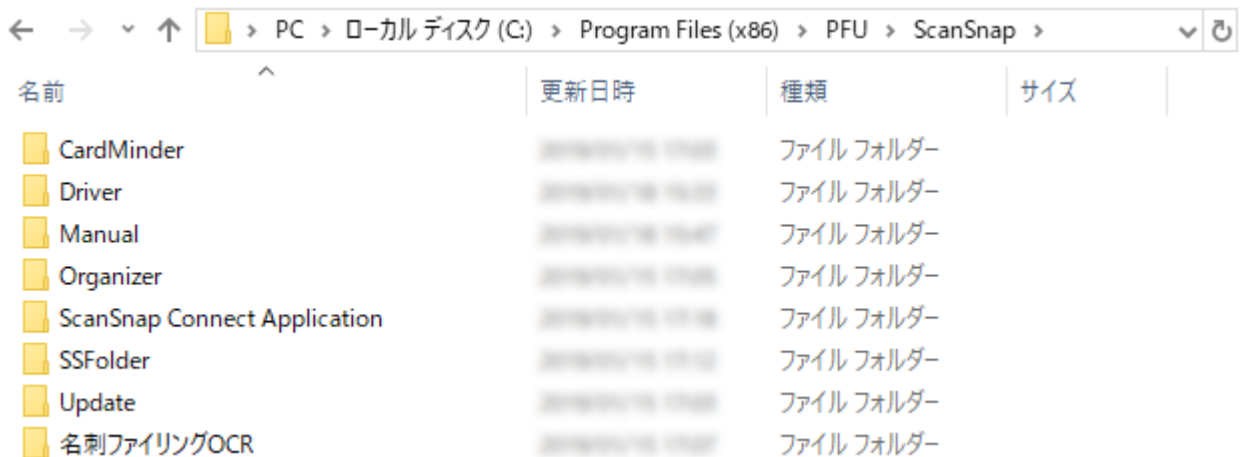 PC > ローカル ディスク (C:) > Program Files (x86) > PFU > ScanSnap >
名前 更新日時 種類 サイズ
CardMinder ファイル フォルダー
Driver ファイル フォルダー
Manual ファイル フォルダー
Organizer ファイル フォルダー
ScanSnap Connect Application ファイル フォルダー
SSFolder ファイル フォルダー
Update ファイル フォルダー
名刺ファイリングOCR ファイル フォルダー